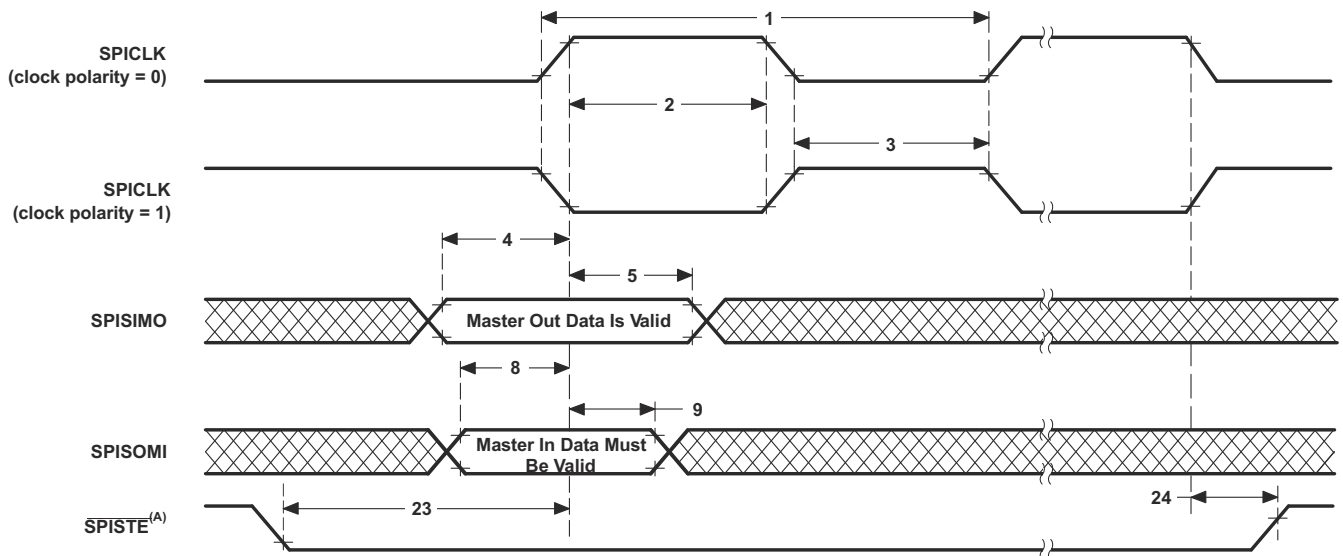 1
SPICLK
(clock polarity = 0)
2
3
SPICLK
(clock polarity = 1)
4
5
SPISIMO
Master Out Data Is Valid
8
9
SPISOMI
Master In Data Must
Be Valid
23
24
SPISTE(A)